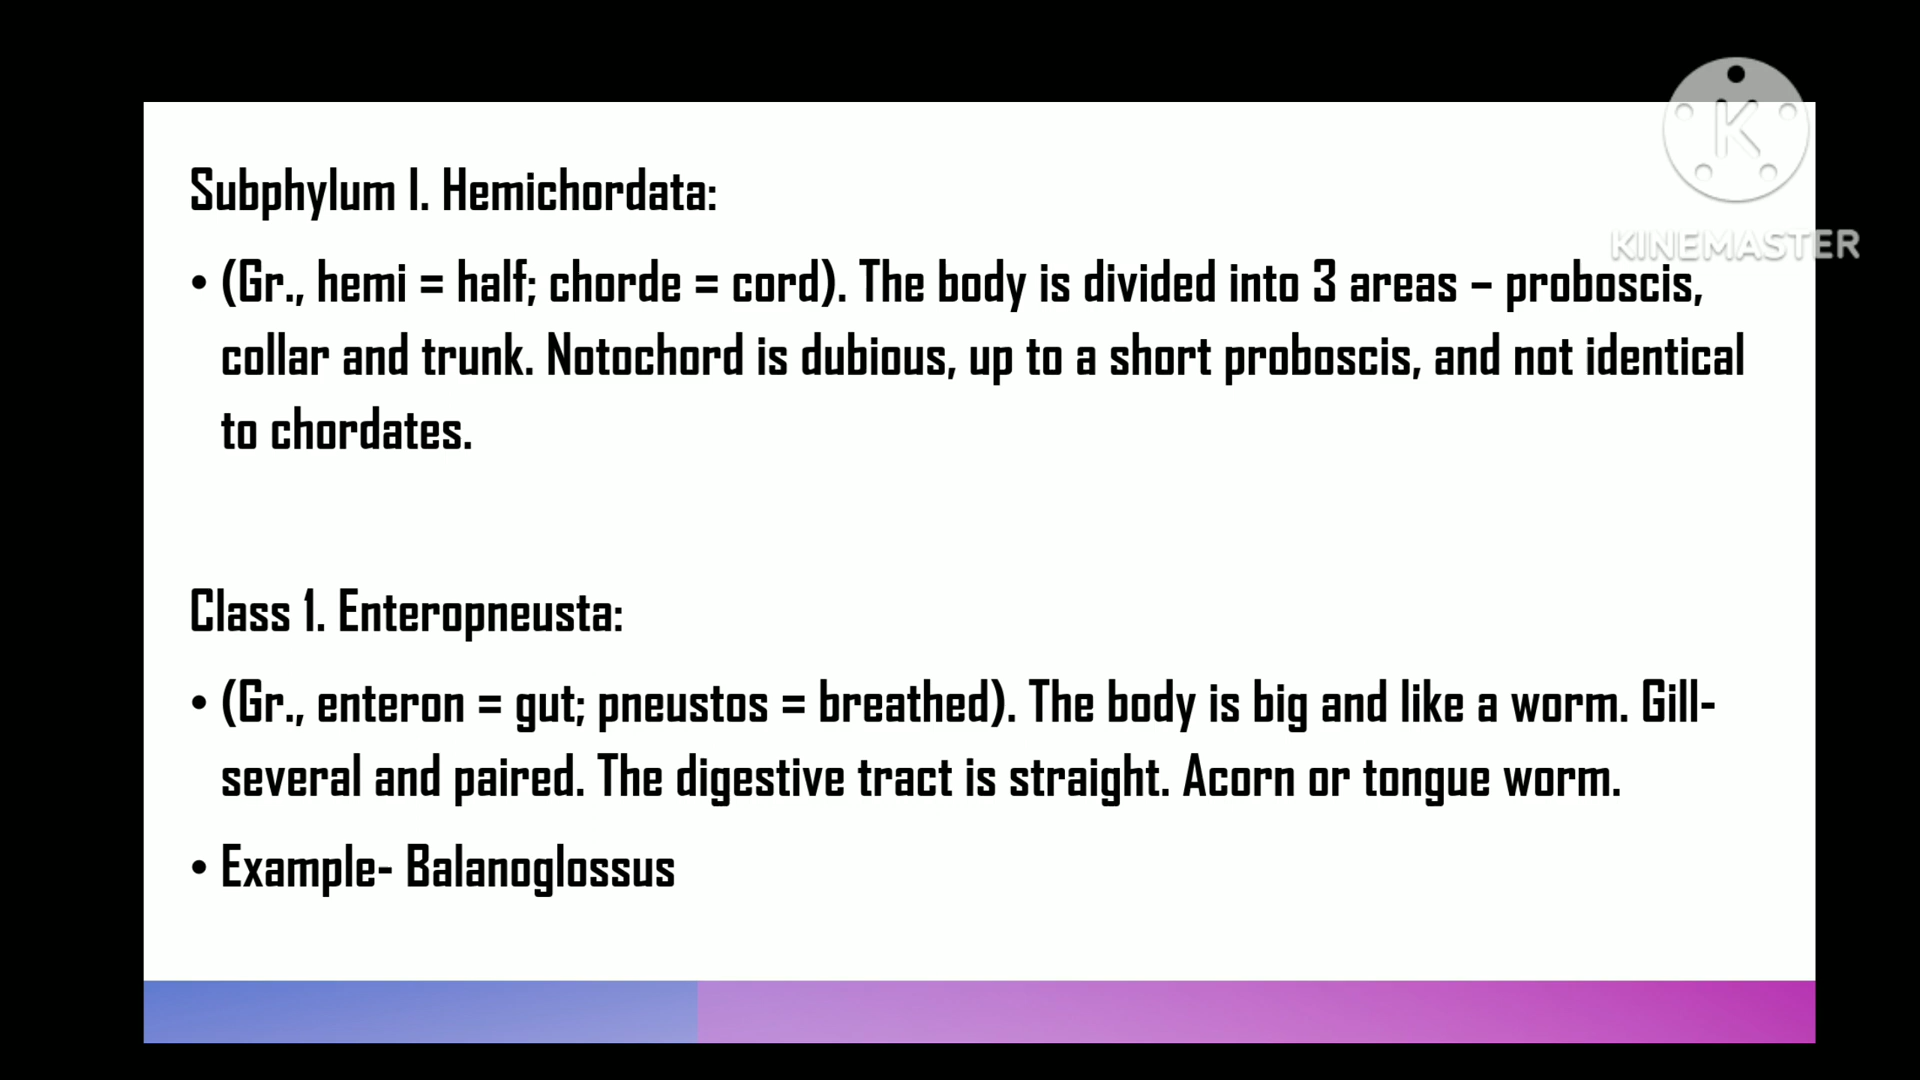 K
KINEMASTER
Subphylum I. Hemichordata:
• (Gr., hemi = half; chorde = cord). The body is divided into 3 areas – proboscis,
collar and trunk. Notochord is dubious, up to a short proboscis, and not identical
to chordates.
Class 1. Enteropneusta:
• (Gr., enteron = gut; pneustos = breathed). The body is big and like a worm. Gill-
several and paired. The digestive tract is straight. Acorn or tongue worm.
• Example- Balanoglossus